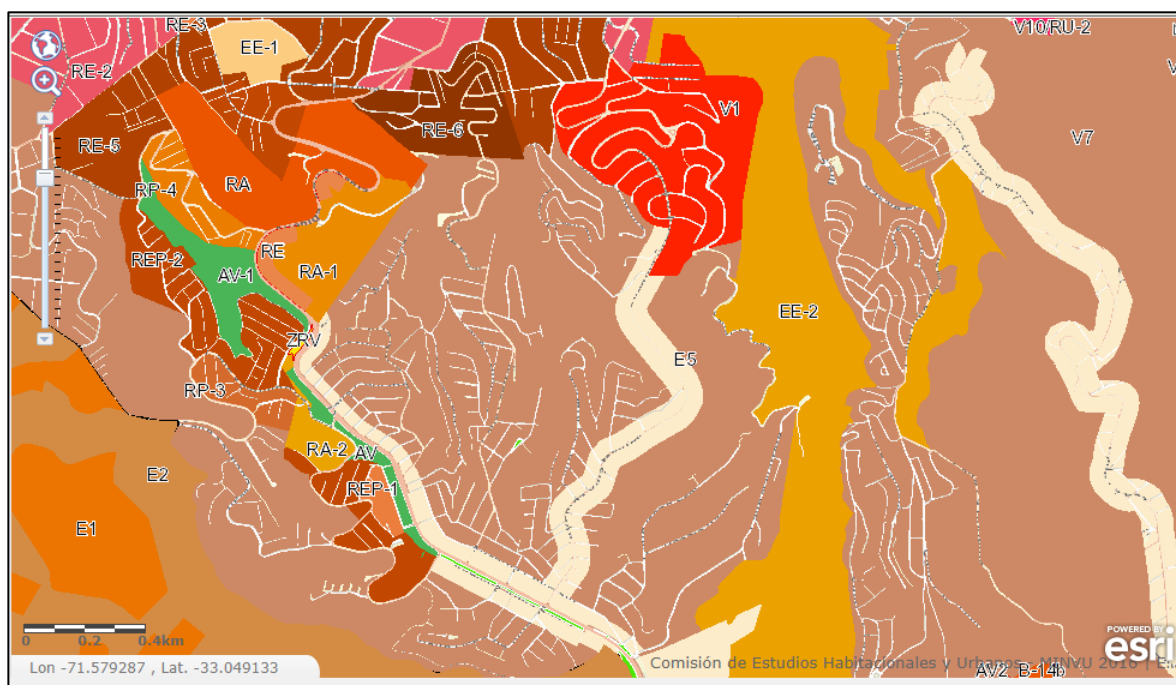 RE-3
V10/RU-2
EE-1
RE-2
V1
RE-6
V7
RE-5
RA
RP-4
RE
REP-2
RA-1
AV-1
EE-2
ZRV
E5
RP-3
RA-2
AV
E2
REP-1
E1
0 0.2 0.4km
POWERED BY
esri
Lon -71.579287 , Lat. -33.049133
Comisión de Estudios Habitacionales y Urbanos - MINVU 2016 | E
AV2 B-14b